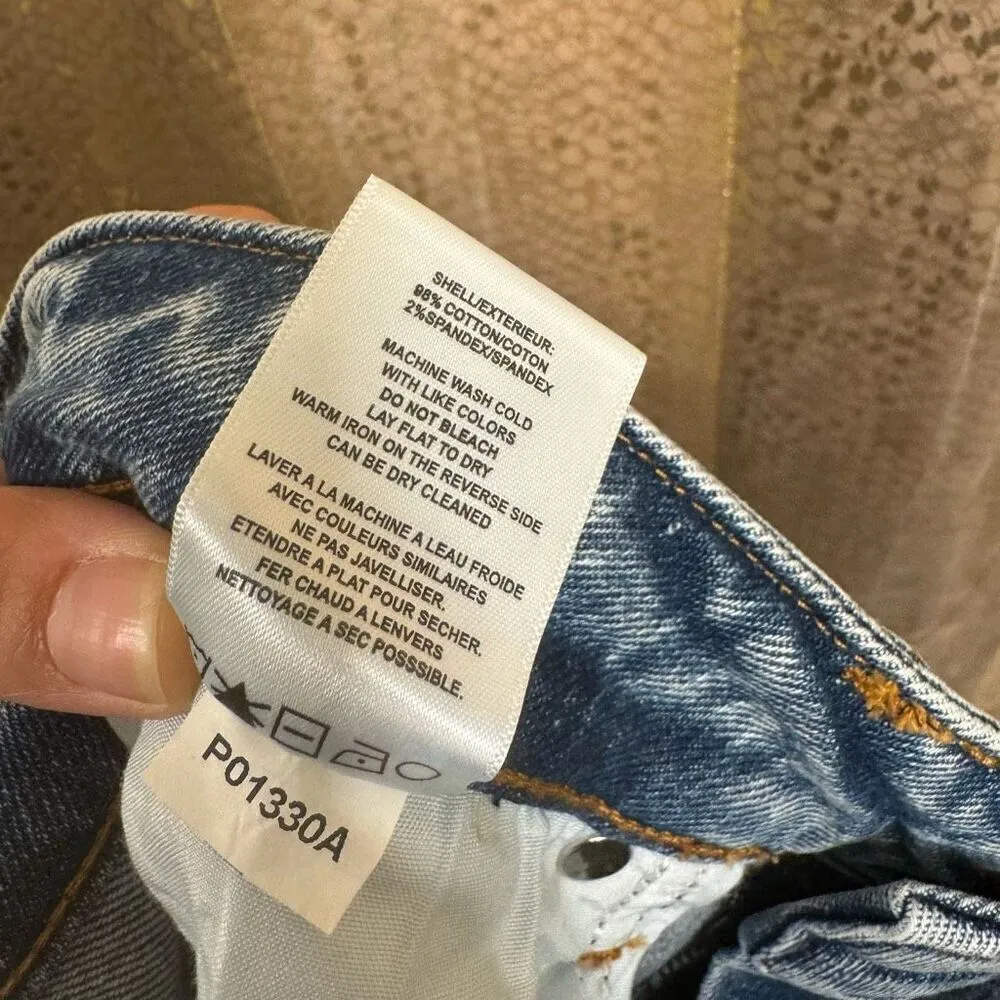 SHELL/EXTERIEUR:
98% COTTON/COTON
2%SPANDEX/SPANDEX
MACHINE WASH COLD
WITH LIKE COLORS
DO NOT BLEACH
LAY FLAT TO DRY
WARM IRON ON THE REVERSE SIDE
CAN BE DRY CLEANED
LAVER A LA MACHINE A LEAU FROIDE
AVEC COULEURS SIMILAIRES
NE PAS JAVELLISER.
ETENDRE A PLAT POUR SECHER.
FER CHAUD A LENVERS
NETTOYAGE A SEC POSSSIBLE.
P01330A